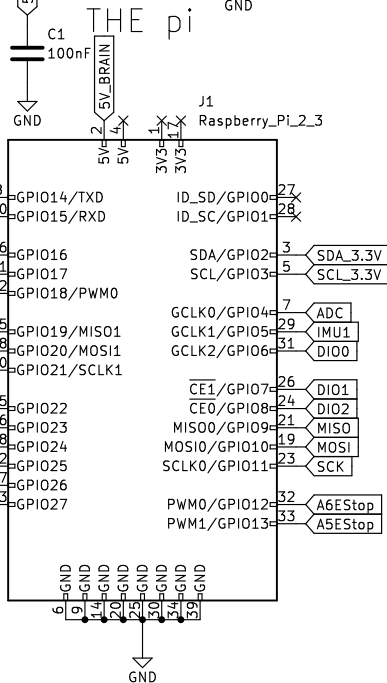 GND
THE pi
C1
100nF
GND
5V_BRAIN
J1
Raspberry_Pi_2_3
2 4 1 17
5V 5V 3V3 3V3
GPIO14/TXD ID_SD/GPIO0 27
GPIO15/RXD ID_SC/GPIO1 28
GPIO16 SDA/GPIO2 3 SDA_3.3V
GPIO17 SCL/GPIO3 5 SCL_3.3V
GPIO18/PWM0
GCLK0/GPIO4 7 ADC
GPIO19/MISO1 GCLK1/GPIO5 29 IMU1
GPIO20/MOSI1 GCLK2/GPIO6 31 DIO0
GPIO21/SCLK1
CE1/GPIO7 26 DIO1
GPIO22 CE0/GPIO8 24 DIO2
GPIO23 MISO0/GPIO9 21 MISO
GPIO24 MOSI0/GPIO10 19 MOSI
GPIO25 SCLK0/GPIO11 23 SCK
GPIO26
GPIO27 PWM0/GPIO12 32 A6EStop
PWM1/GPIO13 33 A5EStop
GND GND GND GND GND GND GND GND
6 9 14 20 25 30 34 39
GND